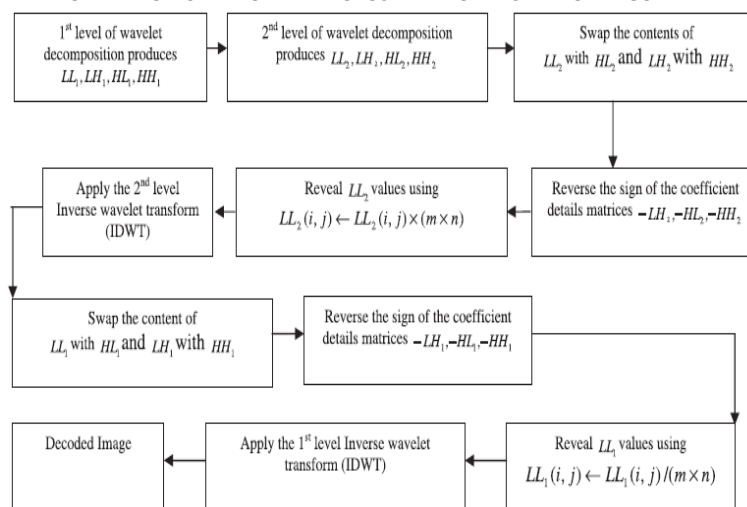 1st level of wavelet
decomposition produces
LL₁, LH₁, HL₁, HH₁
2nd level of wavelet decomposition
produces LL₂, LH₂, HL₂, HH₂
Swap the contents of
LL₂ with HL₂ and LH₂ with HH₂
Apply the 2nd level
Inverse wavelet transform
(IDWT)
Reveal LL₂ values using
LL₂(i, j) ← LL₂(i, j)×(m×n)
Reverse the sign of the coefficient
details matrices −LH₂,−HL₂,−HH₂
Swap the content of
LL₁ with HL₁ and LH₁ with HH₁
Reverse the sign of the coefficient
details matrices −LH₁,−HL₁,−HH₁
Decoded Image
Apply the 1st level Inverse wavelet
transform (IDWT)
Reveal LL₁ values using
LL₁(i, j) ← LL₁(i, j)/(m×n)